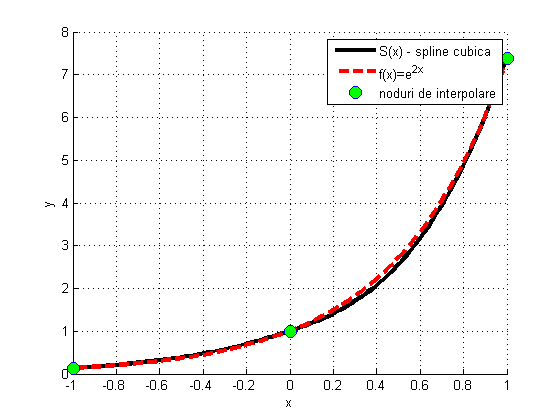 8
7
6
5
4
3
2
1
0
-1 -0.8 -0.6 -0.4 -0.2 0 0.2 0.4 0.6 0.8 1
x
y
S(x) - spline cubica
f(x)=e^2x
noduri de interpolare